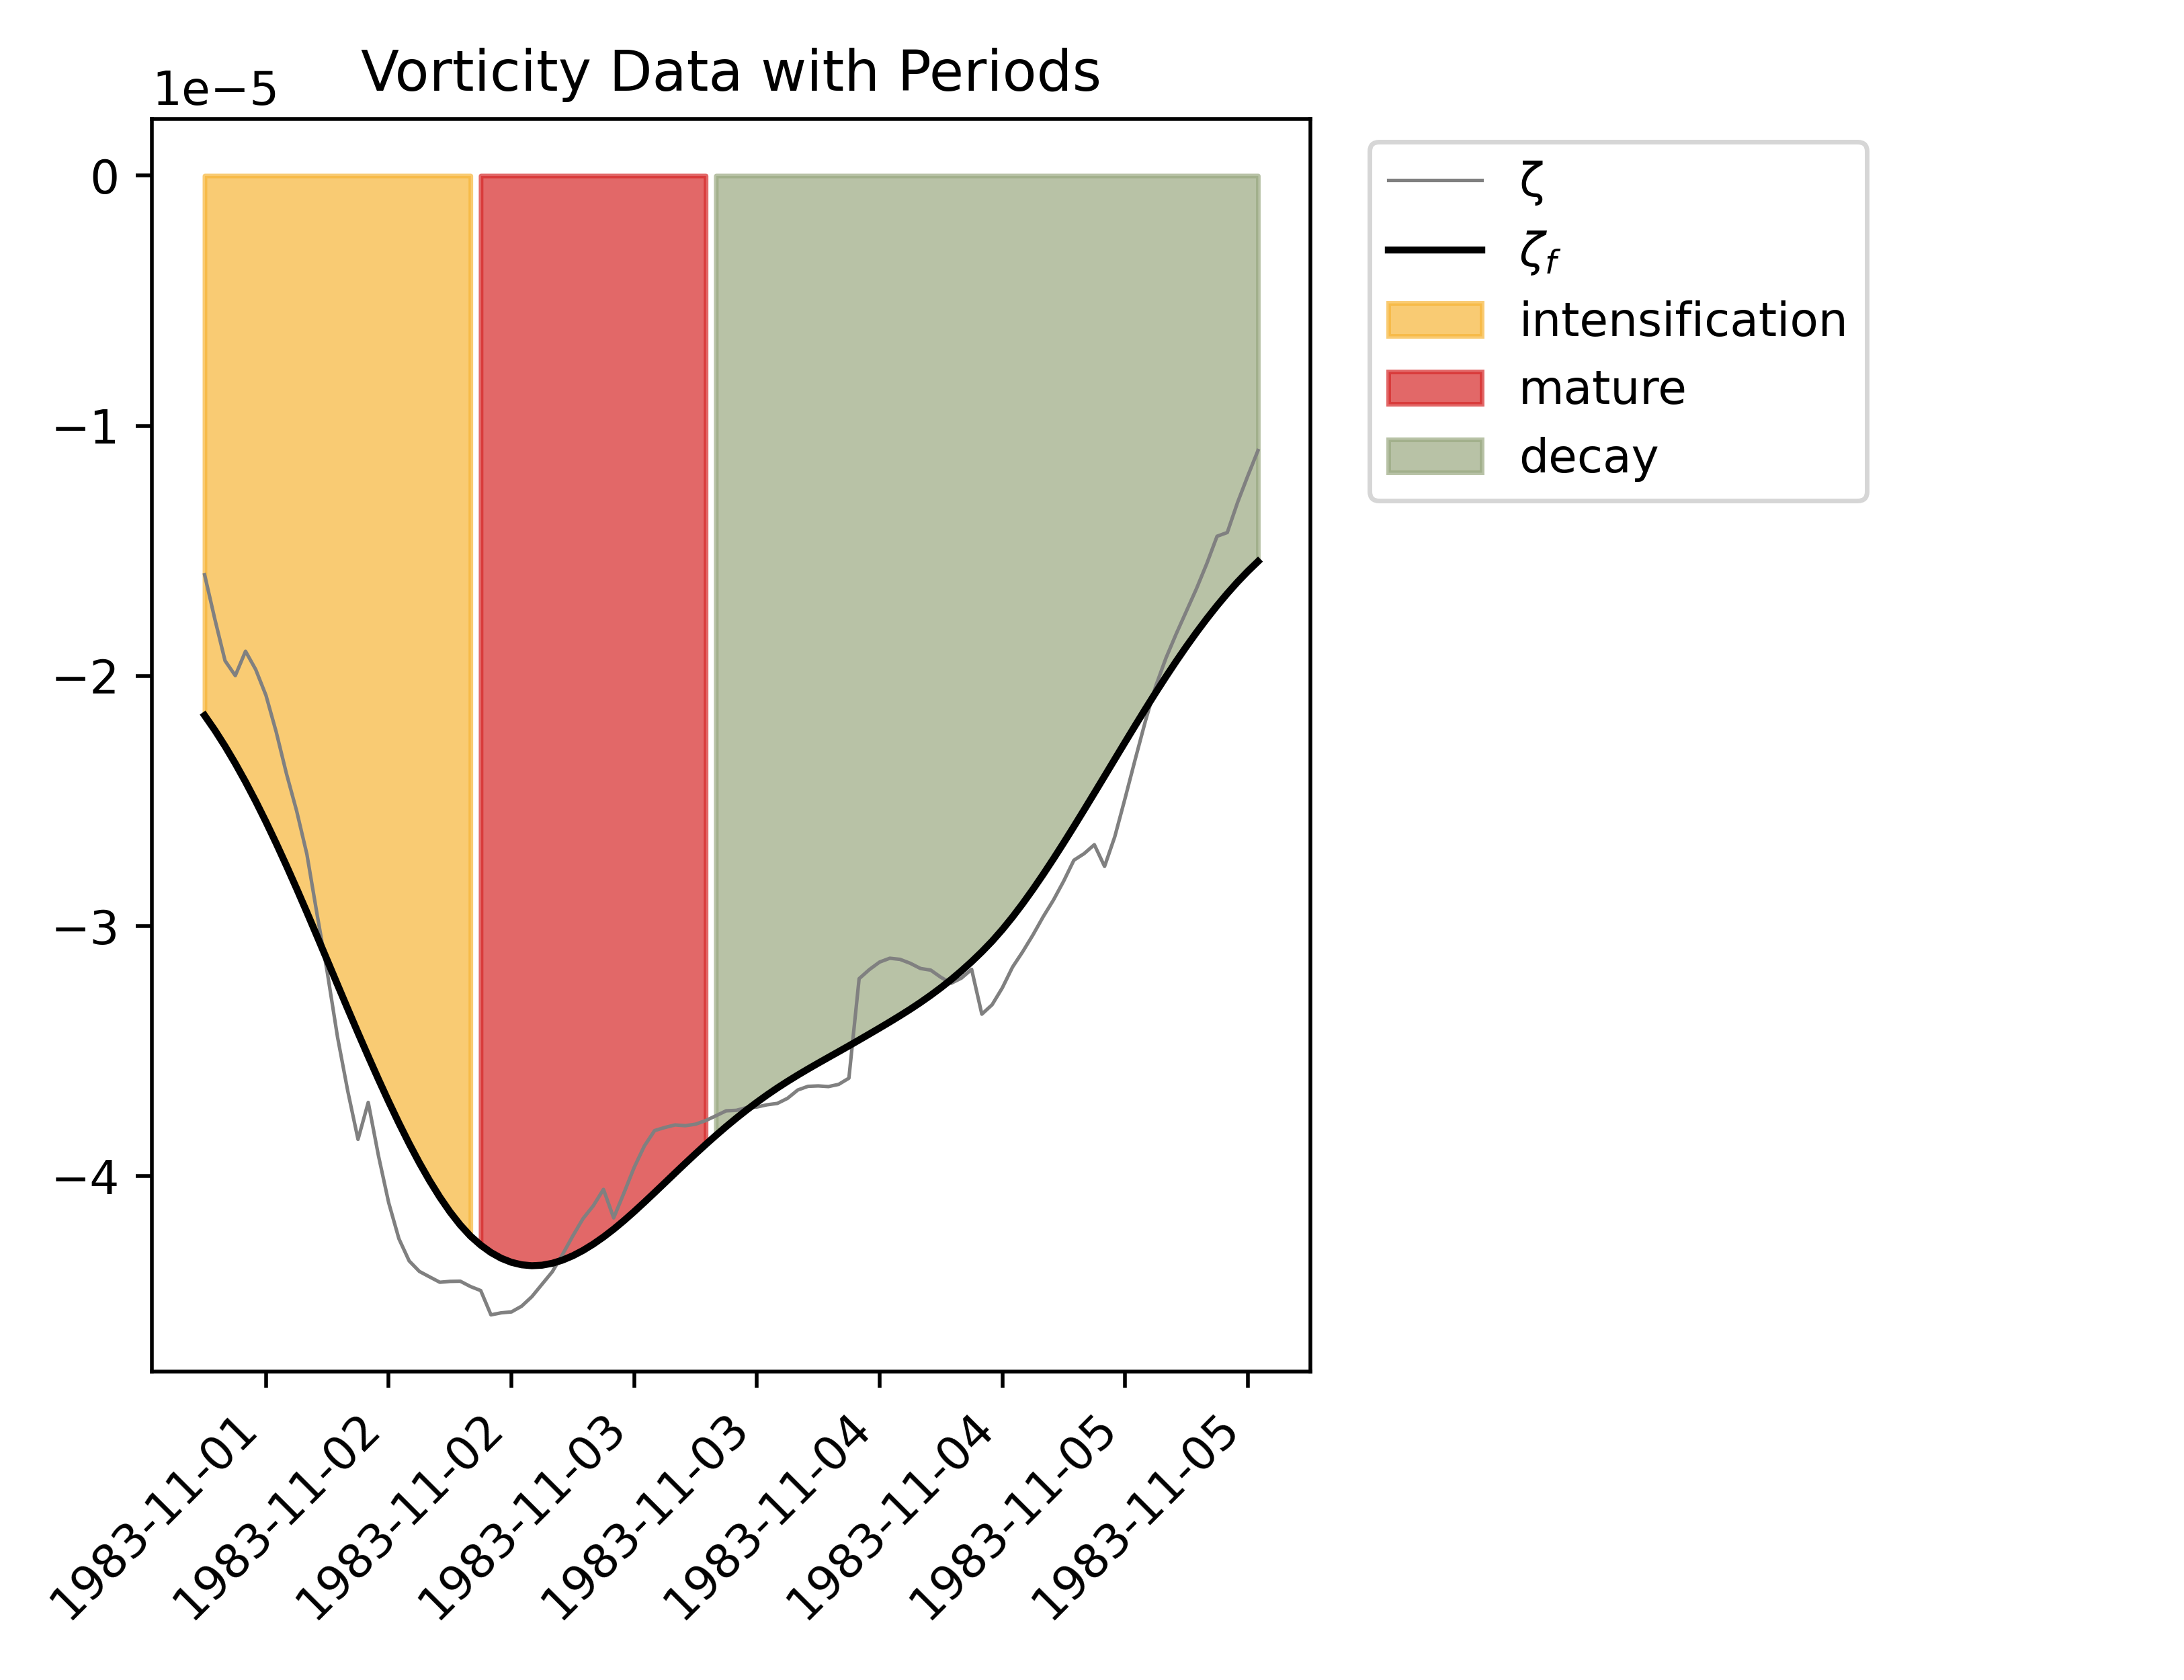 Vorticity Data with Periods
1e−5
0
−1
−2
−3
−4
1983-11-01
1983-11-02
1983-11-02
1983-11-03
1983-11-03
1983-11-04
1983-11-04
1983-11-05
1983-11-05
ζ
ζf
intensification
mature
decay